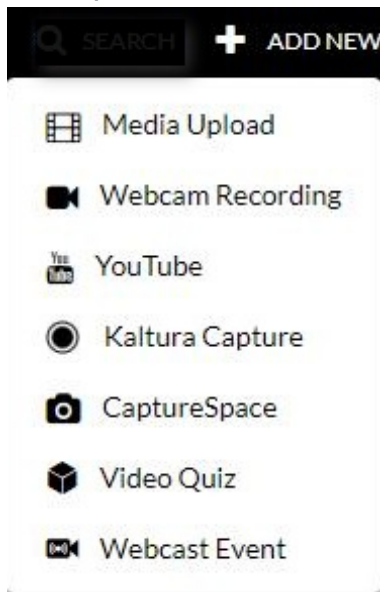 SEARCH ADD NEW
Media Upload
Webcam Recording
You Tube YouTube
Kaltura Capture
CaptureSpace
Video Quiz
Webcast Event